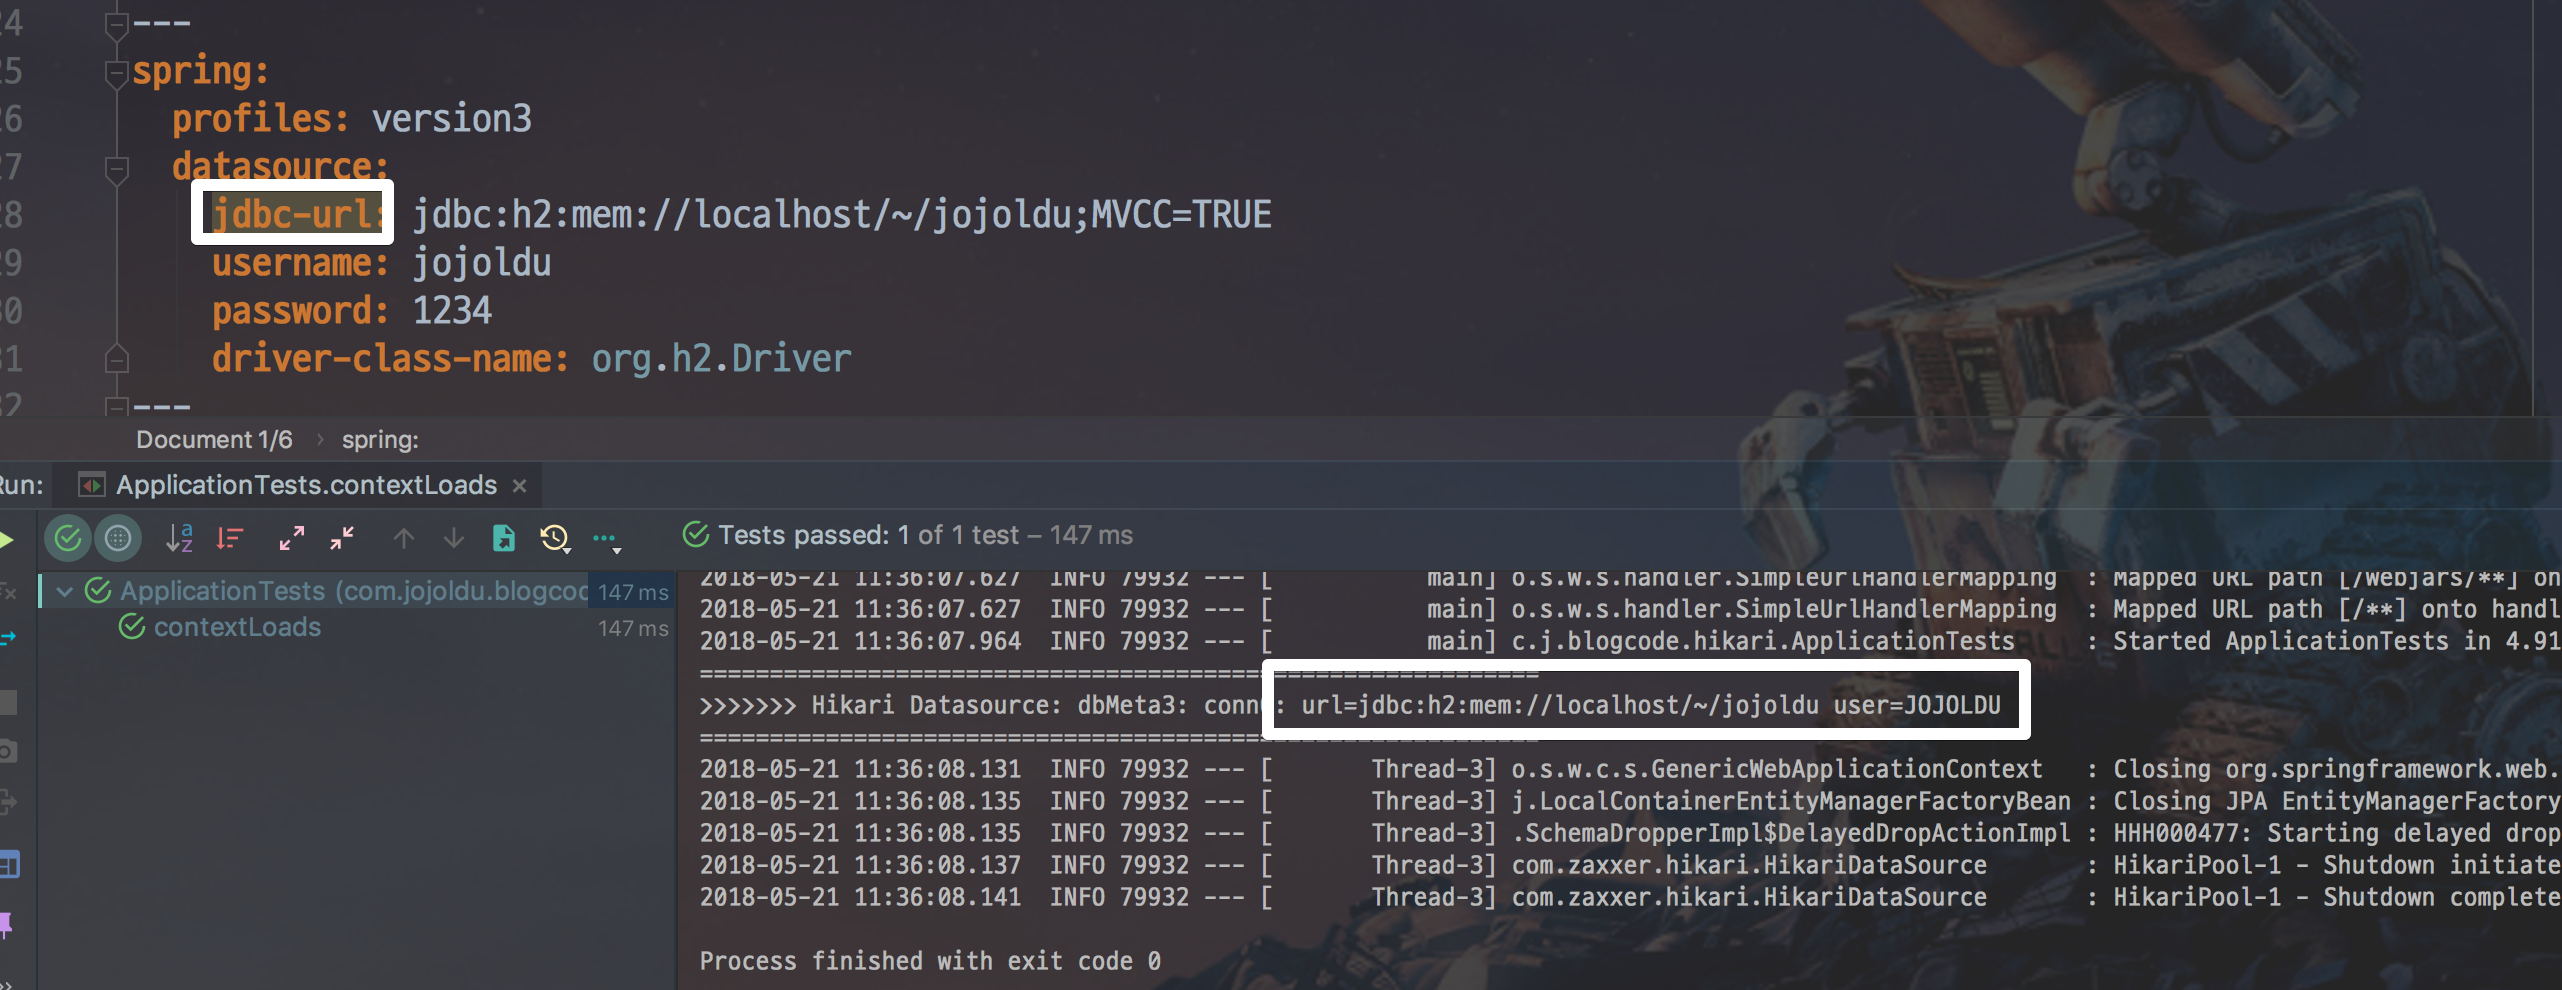 24 ---
25 spring:
26 profiles: version3
27 datasource:
28 jdbc-url: jdbc:h2:mem://localhost/~/jojoldu;MVCC=TRUE
29 username: jojoldu
30 password: 1234
31 driver-class-name: org.h2.Driver
32 ---
Document 1/6 › spring:
Run: ApplicationTests.contextLoads ×
Tests passed: 1 of 1 test – 147 ms
ApplicationTests (com.jojoldu.blogcod 147 ms
contextLoads 147 ms
2018-05-21 11:36:07.627 INFO 79932 --- [ main] o.s.w.s.handler.SimpleUrlHandlerMapping : Mapped URL path [/webjars/**] on
2018-05-21 11:36:07.627 INFO 79932 --- [ main] o.s.w.s.handler.SimpleUrlHandlerMapping : Mapped URL path [/**] onto handl
2018-05-21 11:36:07.964 INFO 79932 --- [ main] c.j.blogcode.hikari.ApplicationTests : Started ApplicationTests in 4.91
============================================================
>>>>>>> Hikari Datasource: dbMeta3: conn0: url=jdbc:h2:mem://localhost/~/jojoldu user=JOJOLDU
============================================================
2018-05-21 11:36:08.131 INFO 79932 --- [ Thread-3] o.s.w.c.s.GenericWebApplicationContext : Closing org.springframework.web.
2018-05-21 11:36:08.135 INFO 79932 --- [ Thread-3] j.LocalContainerEntityManagerFactoryBean : Closing JPA EntityManagerFactory
2018-05-21 11:36:08.135 INFO 79932 --- [ Thread-3] .SchemaDropperImpl$DelayedDropActionImpl : HHH000477: Starting delayed drop
2018-05-21 11:36:08.137 INFO 79932 --- [ Thread-3] com.zaxxer.hikari.HikariDataSource : HikariPool-1 - Shutdown initiate
2018-05-21 11:36:08.141 INFO 79932 --- [ Thread-3] com.zaxxer.hikari.HikariDataSource : HikariPool-1 - Shutdown complete
Process finished with exit code 0